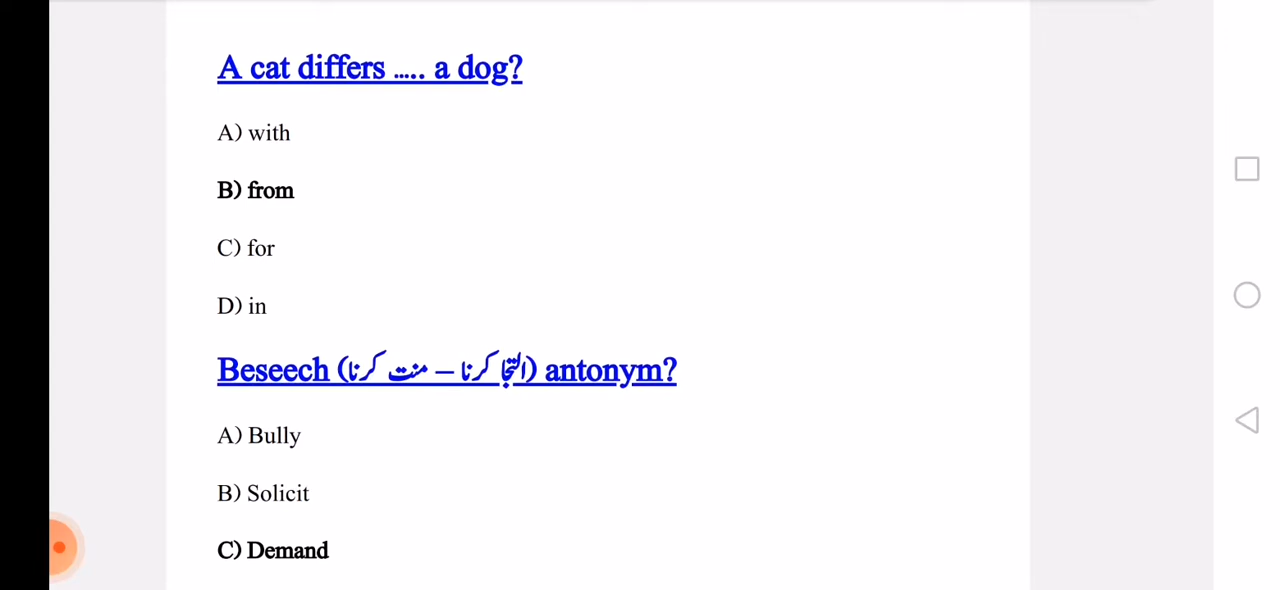 A cat differs ..... a dog?
A) with
B) from
C) for
D) in
Beseech (التجا کرنا – منت کرنا) antonym?
A) Bully
B) Solicit
C) Demand